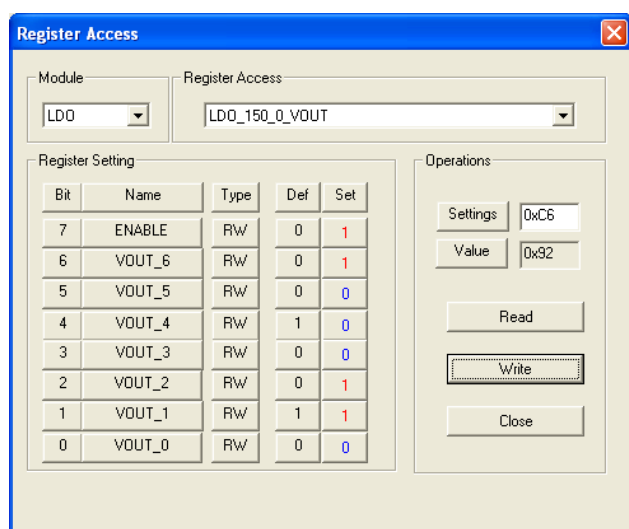 Register Access
Module
Register Access
LDO
LDO_150_0_VOUT
Register Setting
Operations
Bit Name Type Def Set
7 ENABLE RW 0 1
6 VOUT_6 RW 0 1
5 VOUT_5 RW 0 0
4 VOUT_4 RW 1 0
3 VOUT_3 RW 0 0
2 VOUT_2 RW 0 1
1 VOUT_1 RW 1 1
0 VOUT_0 RW 0 0
Settings 0xC6
Value 0x92
Read
Write
Close